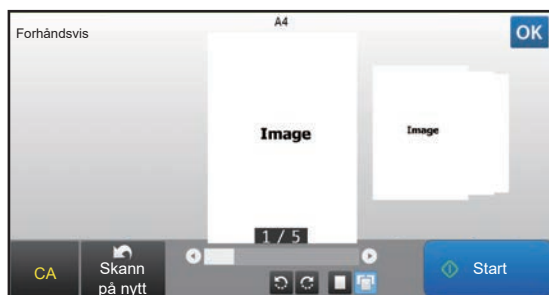 A4
Forhåndsvis
OK
Image
Image
1 / 5
CA
Skann
på nytt
Start